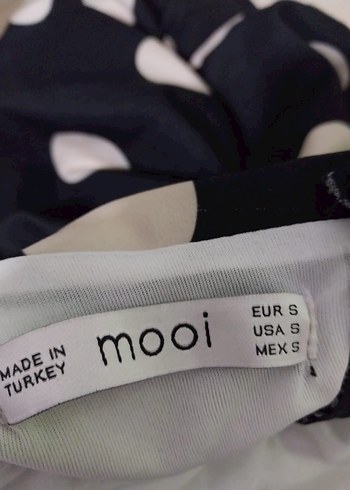 MADE IN
TURKEY
mooi
EUR S
USA S
MEX S